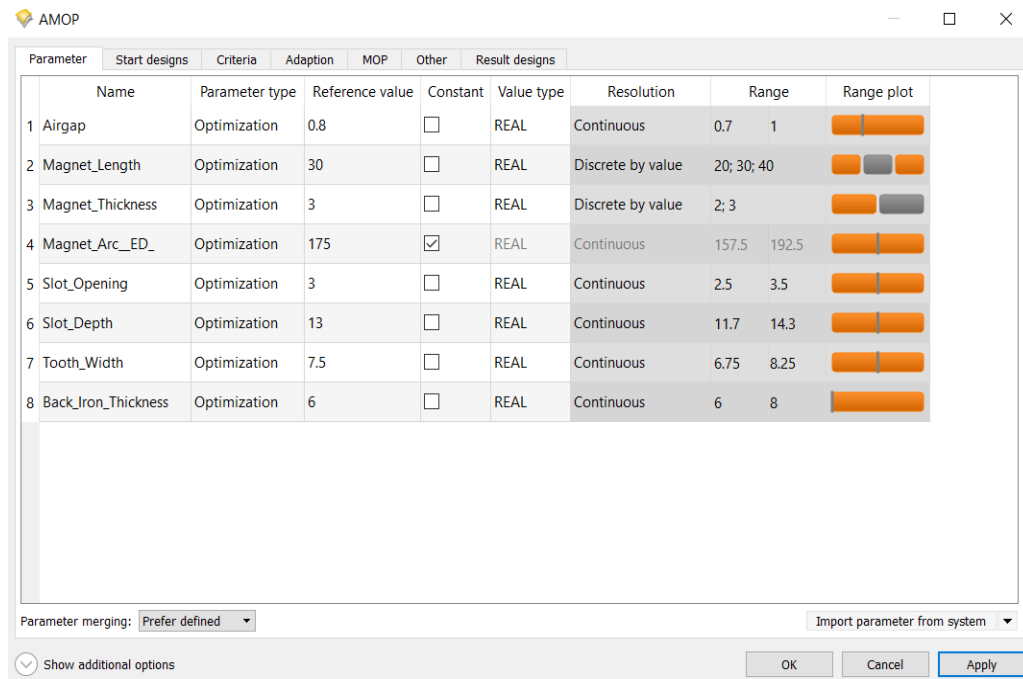 AMOP
Parameter Start designs Criteria Adaption MOP Other Result designs
Name Parameter type Reference value Constant Value type Resolution Range Range plot
1 Airgap Optimization 0.8 REAL Continuous 0.7 1
2 Magnet_Length Optimization 30 REAL Discrete by value 20; 30; 40
3 Magnet_Thickness Optimization 3 REAL Discrete by value 2; 3
4 Magnet_Arc__ED_ Optimization 175 REAL Continuous 157.5 192.5
5 Slot_Opening Optimization 3 REAL Continuous 2.5 3.5
6 Slot_Depth Optimization 13 REAL Continuous 11.7 14.3
7 Tooth_Width Optimization 7.5 REAL Continuous 6.75 8.25
8 Back_Iron_Thickness Optimization 6 REAL Continuous 6 8
Parameter merging: Prefer defined Import parameter from system
Show additional options OK Cancel Apply